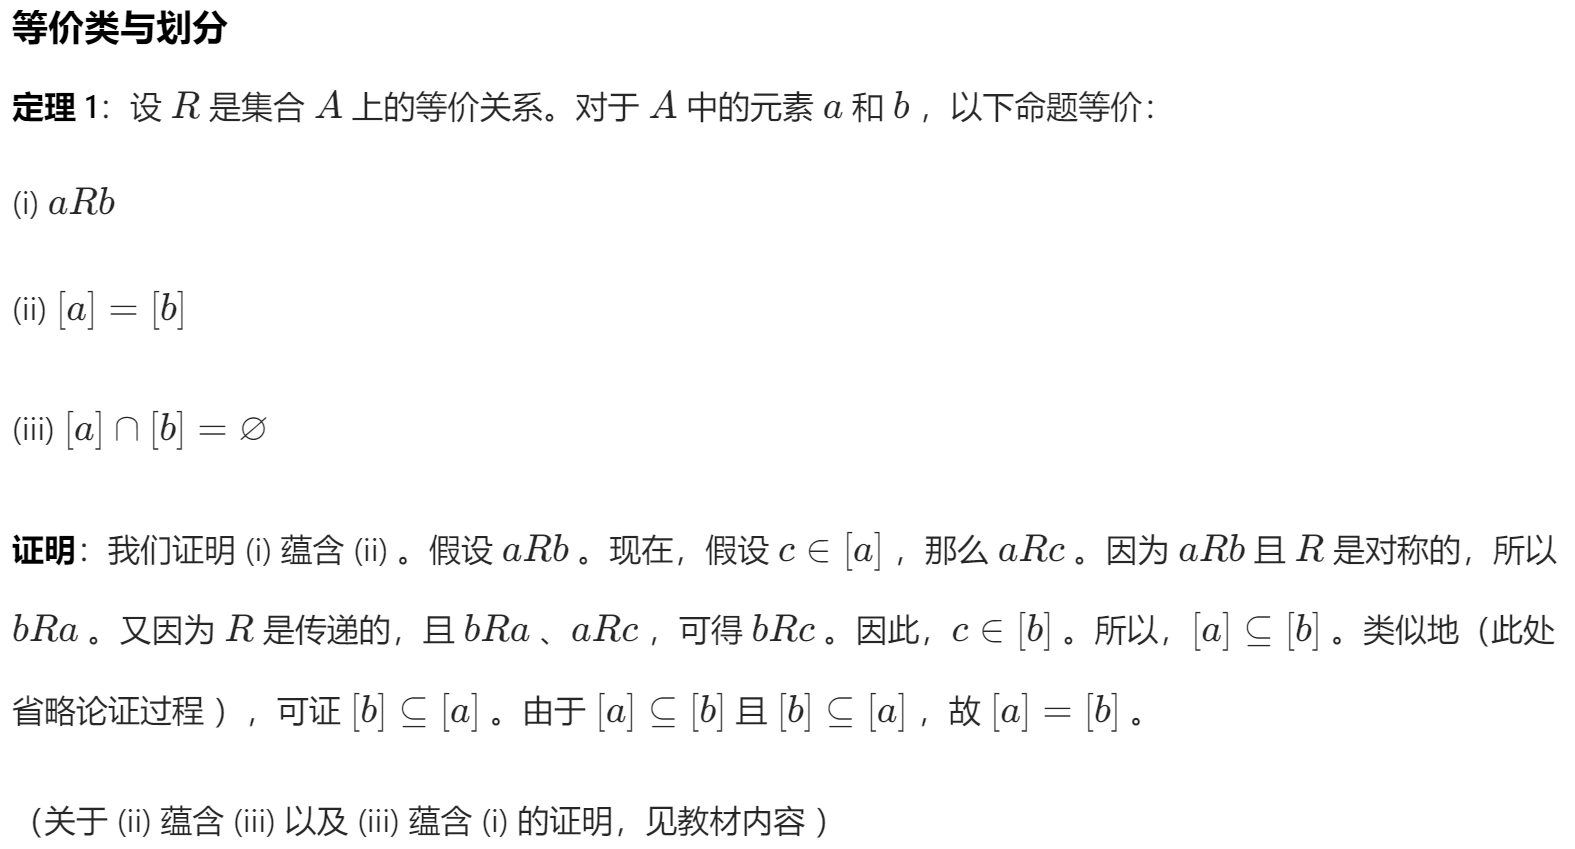 等价类与划分
定理 1：设 R 是集合 A 上的等价关系。对于 A 中的元素 a 和 b ，以下命题等价：
(i) aRb
(ii) [a] = [b]
(iii) [a] ∩ [b] = ∅
证明：我们证明 (i) 蕴含 (ii) 。假设 aRb 。现在，假设 c ∈ [a] ，那么 aRc 。因为 aRb 且 R 是对称的，所以
bRa 。又因为 R 是传递的，且 bRa 、aRc ，可得 bRc 。因此，c ∈ [b] 。所以，[a] ⊆ [b] 。类似地（此处
省略论证过程 ），可证 [b] ⊆ [a] 。由于 [a] ⊆ [b] 且 [b] ⊆ [a] ，故 [a] = [b] 。
（关于 (ii) 蕴含 (iii) 以及 (iii) 蕴含 (i) 的证明，见教材内容 ）